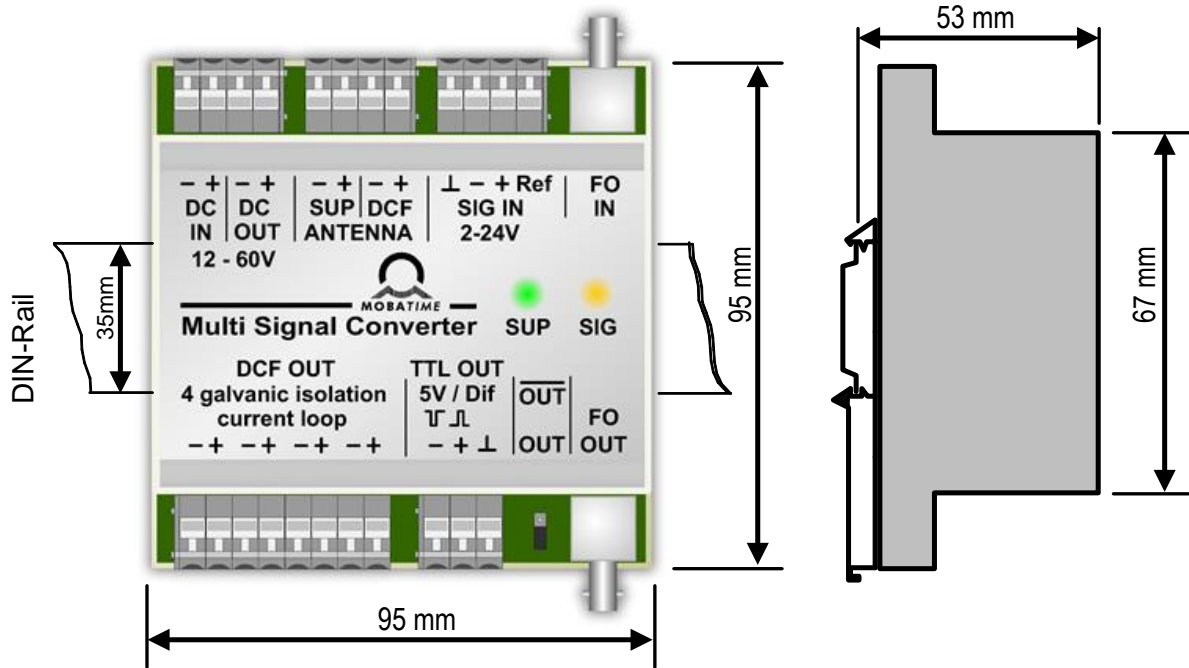 53 mm
− + − + − + − + ⊥ − + Ref FO
DC DC SUP DCF SIG IN IN
IN OUT ANTENNA 2-24V
12 - 60V
MOBATIME
Multi Signal Converter SUP SIG
DIN-Rail
35mm
95 mm
67 mm
DCF OUT TTL OUT
4 galvanic isolation 5V / Dif OUT
current loop FO
− + − + − + − + − + ⊥ OUT OUT
95 mm